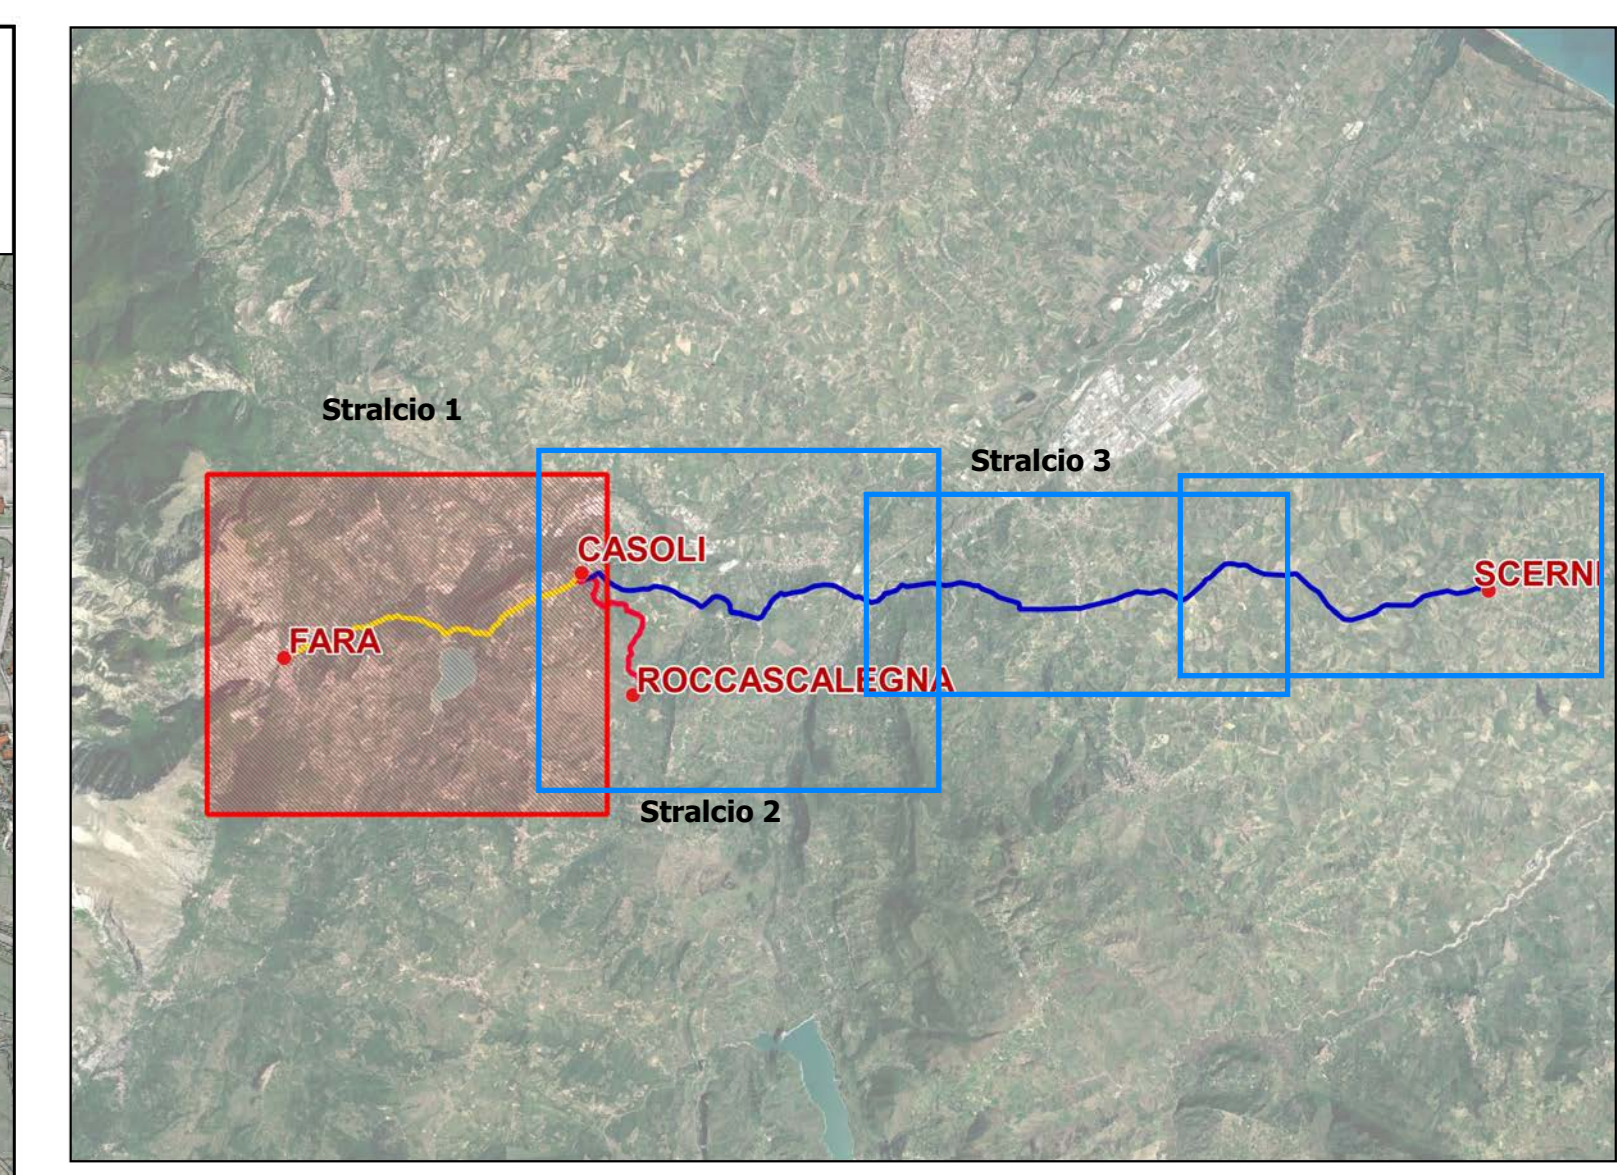 Stralcio 1
Stralcio 3
CASOLI
SCERNI
FARA
ROCCASCALEGNA
Stralcio 2